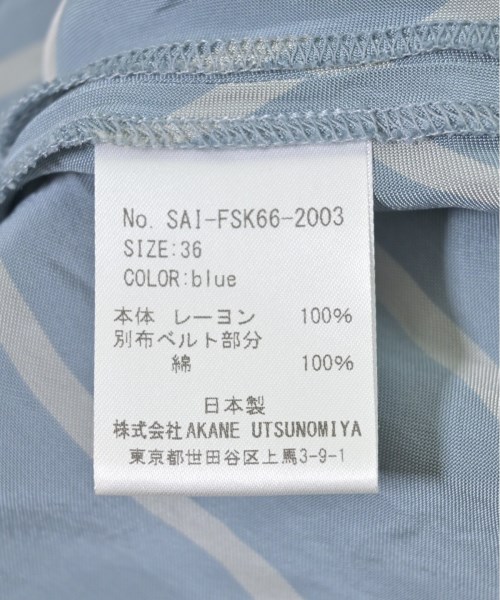 No. SAI-FSK66-2003
SIZE:36
COLOR:blue
本体 レーヨン 100%
別布ベルト部分
綿 100%
日本製
株式会社AKANE UTSUNOMIYA
東京都世田谷区上馬3-9-1